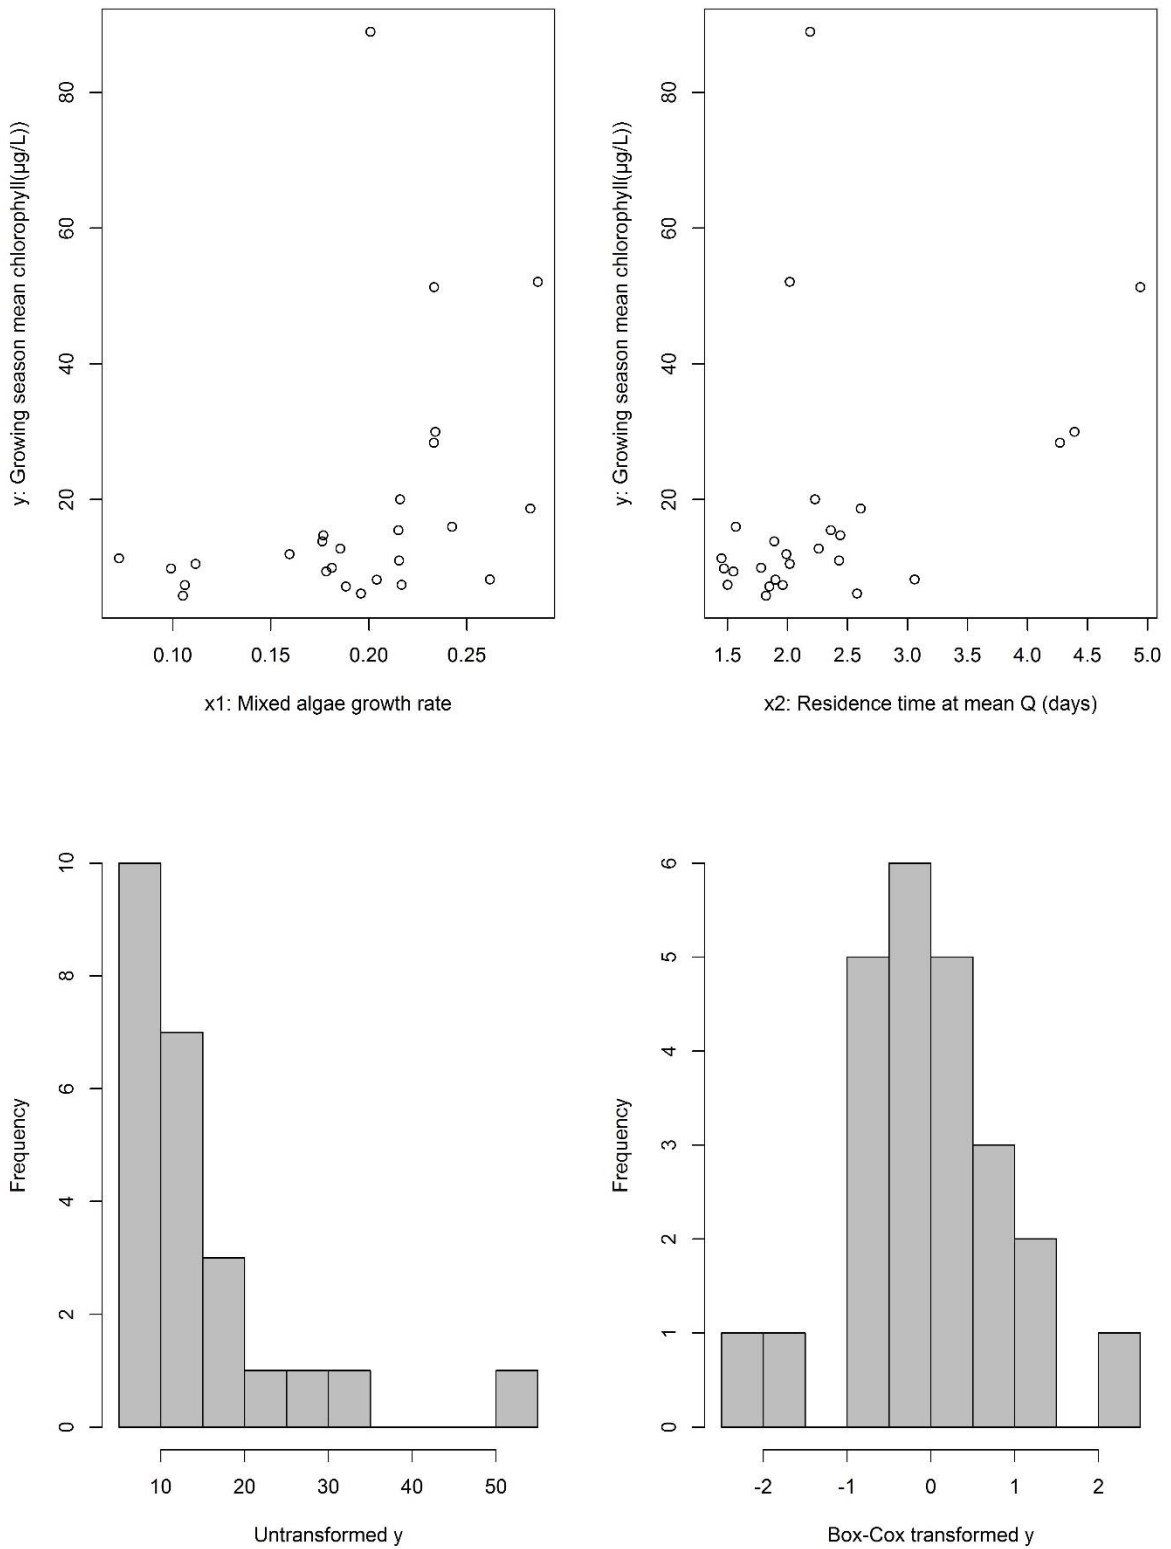 y: Growing season mean chlorophyll(µg/L))
80
60
40
20
0.10 0.15 0.20 0.25
x1: Mixed algae growth rate
y: Growing season mean chlorophyll(µg/L))
80
60
40
20
1.5 2.0 2.5 3.0 3.5 4.0 4.5 5.0
x2: Residence time at mean Q (days)
Frequency
10
8
6
4
2
0
10 20 30 40 50
Untransformed y
Frequency
6
5
4
3
2
1
0
-2 -1 0 1 2
Box-Cox transformed y